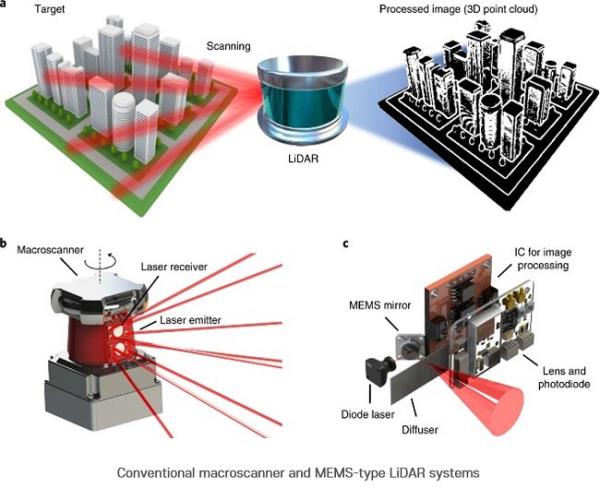 a
Target
Processed image (3D point cloud)
Scanning
LiDAR
b
Macroscanner
Laser receiver
Laser emitter
c
IC for image
processing
MEMS mirror
Lens and
photodiode
Diode laser
Diffuser
Conventional macroscanner and MEMS-type LiDAR systems